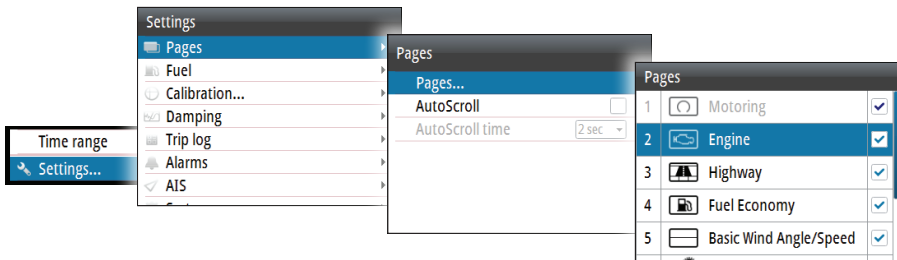 Time range
Settings...
Settings
Pages
Fuel
Calibration...
Damping
Trip log
Alarms
AIS
Pages
Pages...
AutoScroll
AutoScroll time 2 sec
Pages
1 Motoring
2 Engine
3 Highway
4 Fuel Economy
5 Basic Wind Angle/Speed